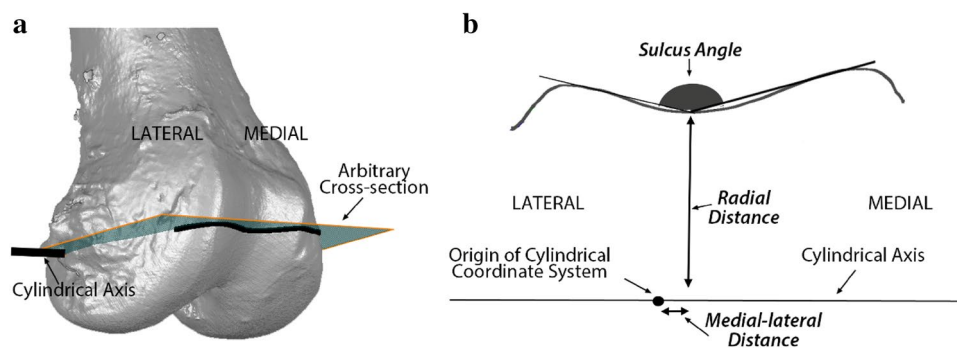 a
LATERAL MEDIAL
Arbitrary
Cross-section
Cylindrical Axis
b
Sulcus Angle
LATERAL
Radial
Distance
MEDIAL
Origin of Cylindrical
Coordinate System
Cylindrical Axis
Medial-lateral
Distance